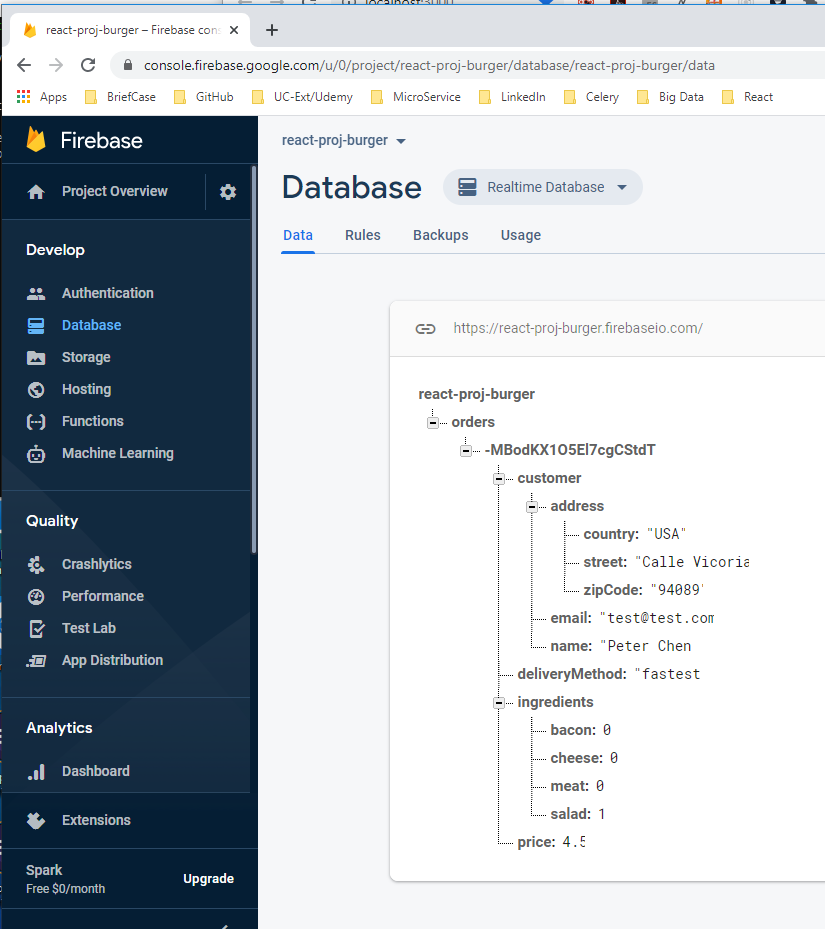 localhost:3000
react-proj-burger – Firebase cons
console.firebase.google.com/u/0/project/react-proj-burger/database/react-proj-burger/data
Apps BriefCase GitHub UC-Ext/Udemy MicroService LinkedIn Celery Big Data React
Firebase
Project Overview
Develop
Authentication
Database
Storage
Hosting
Functions
Machine Learning
Quality
Crashlytics
Performance
Test Lab
App Distribution
Analytics
Dashboard
Extensions
Spark
Free $0/month
Upgrade
react-proj-burger
Database
Realtime Database
Data Rules Backups Usage
https://react-proj-burger.firebaseio.com/
react-proj-burger
orders
-MBodKX1O5El7cgCStdT
customer
address
country: "USA"
street: "Calle Vicoria
zipCode: "94089'
email: "test@test.com
name: "Peter Chen
deliveryMethod: "fastest
ingredients
bacon: 0
cheese: 0
meat: 0
salad: 1
price: 4.5